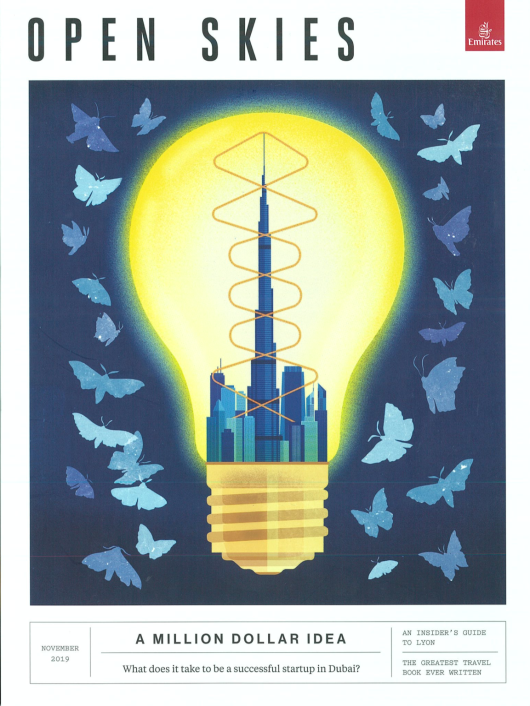 OPEN SKIES
Emirates
NOVEMBER
2019
A MILLION DOLLAR IDEA
What does it take to be a successful startup in Dubai?
AN INSIDER'S GUIDE
TO LYON
THE GREATEST TRAVEL
BOOK EVER WRITTEN